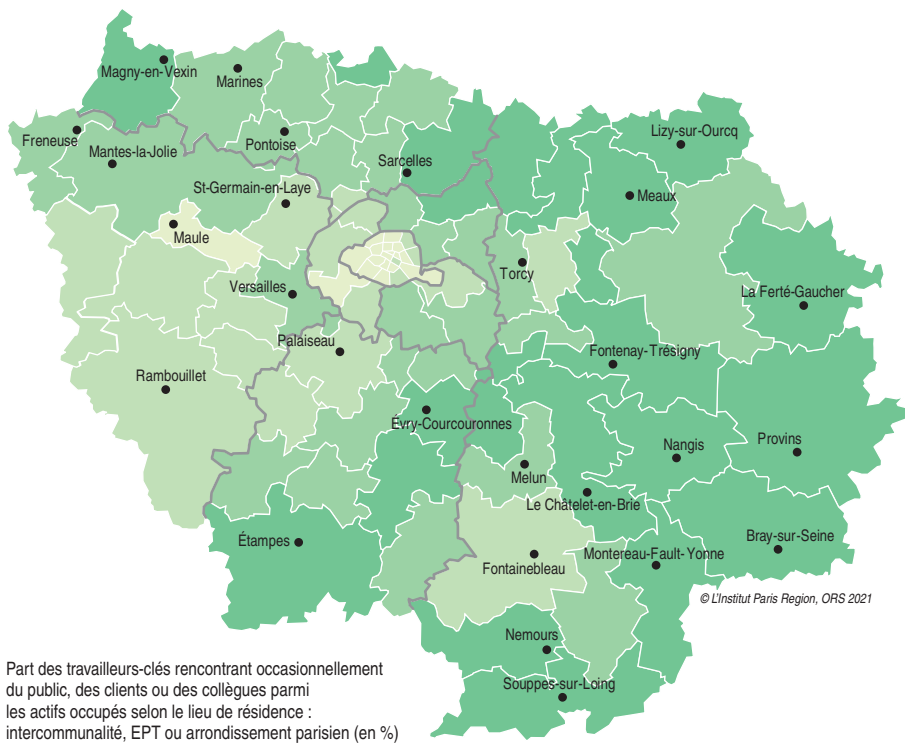 Magny-en-Vexin
Marines
Freneuse
Mantes-la-Jolie
Pontoise
Sarcelles
Lizy-sur-Ourcq
St-Germain-en-Laye
Meaux
Maule
Torcy
Versailles
La Ferté-Gaucher
Palaiseau
Fontenay-Trésigny
Rambouillet
Évry-Courcouronnes
Nangis
Provins
Melun
Le Châtelet-en-Brie
Étampes
Bray-sur-Seine
Montereau-Fault-Yonne
Fontainebleau
© L'Institut Paris Region, ORS 2021
Nemours
Souppes-sur-Loing
Part des travailleurs-clés rencontrant occasionnellement
du public, des clients ou des collègues parmi
les actifs occupés selon le lieu de résidence :
intercommunalité, EPT ou arrondissement parisien (en %)